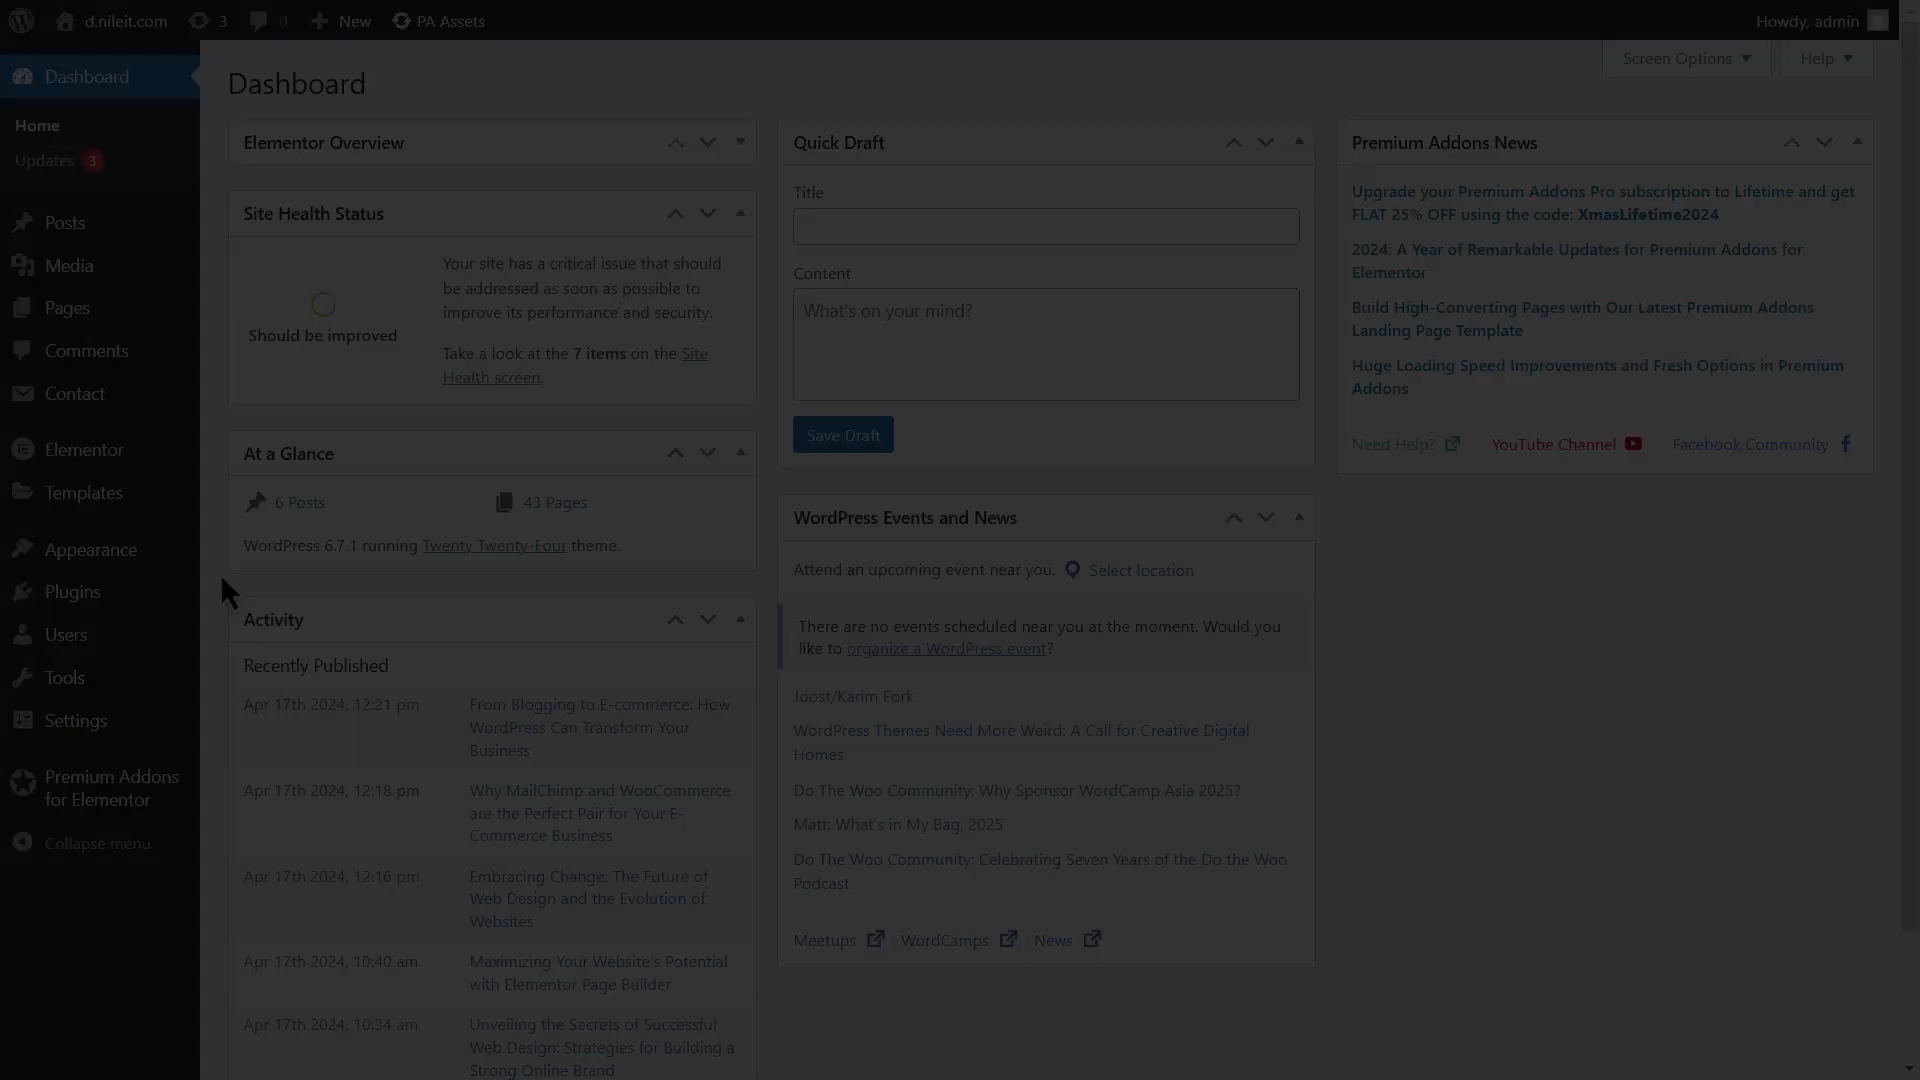 d.nileit.com 3 0 New PA Assets Howdy, admin
Dashboard
Home
Updates 3
Posts
Media
Pages
Comments
Contact
Elementor
Templates
Appearance
Plugins
Users
Tools
Settings
Premium Addons
for Elementor
Collapse menu
Screen Options
Help
Dashboard
Elementor Overview
Site Health Status
Should be improved
Your site has a critical issue that should
be addressed as soon as possible to
improve its performance and security.
Take a look at the 7 items on the Site
Health screen.
At a Glance
6 Posts
43 Pages
WordPress 6.7.1 running Twenty Twenty-Four theme.
Activity
Recently Published
Apr 17th 2024, 12:21 pm
From Blogging to E-commerce: How
WordPress Can Transform Your
Business
Apr 17th 2024, 12:18 pm
Why MailChimp and WooCommerce
are the Perfect Pair for Your E-
Commerce Business
Apr 17th 2024, 12:16 pm
Embracing Change: The Future of
Web Design and the Evolution of
Websites
Apr 17th 2024, 10:40 am
Maximizing Your Website's Potential
with Elementor Page Builder
Apr 17th 2024, 10:34 am
Unveiling the Secrets of Successful
Web Design: Strategies for Building a
Strong Online Brand
Quick Draft
Title
Content
What's on your mind?
Save Draft
WordPress Events and News
Attend an upcoming event near you. Select location
There are no events scheduled near you at the moment. Would you
like to organize a WordPress event?
Joost/Karim Fork
WordPress Themes Need More Weird: A Call for Creative Digital
Homes
Do The Woo Community: Why Sponsor WordCamp Asia 2025?
Matt: What's in My Bag, 2025
Do The Woo Community: Celebrating Seven Years of the Do the Woo
Podcast
Meetups WordCamps News
Premium Addons News
Upgrade your Premium Addons Pro subscription to Lifetime and get
FLAT 25% OFF using the code: XmasLifetime2024
2024: A Year of Remarkable Updates for Premium Addons for
Elementor
Build High-Converting Pages with Our Latest Premium Addons
Landing Page Template
Huge Loading Speed Improvements and Fresh Options in Premium
Addons
Need Help? YouTube Channel Facebook Community